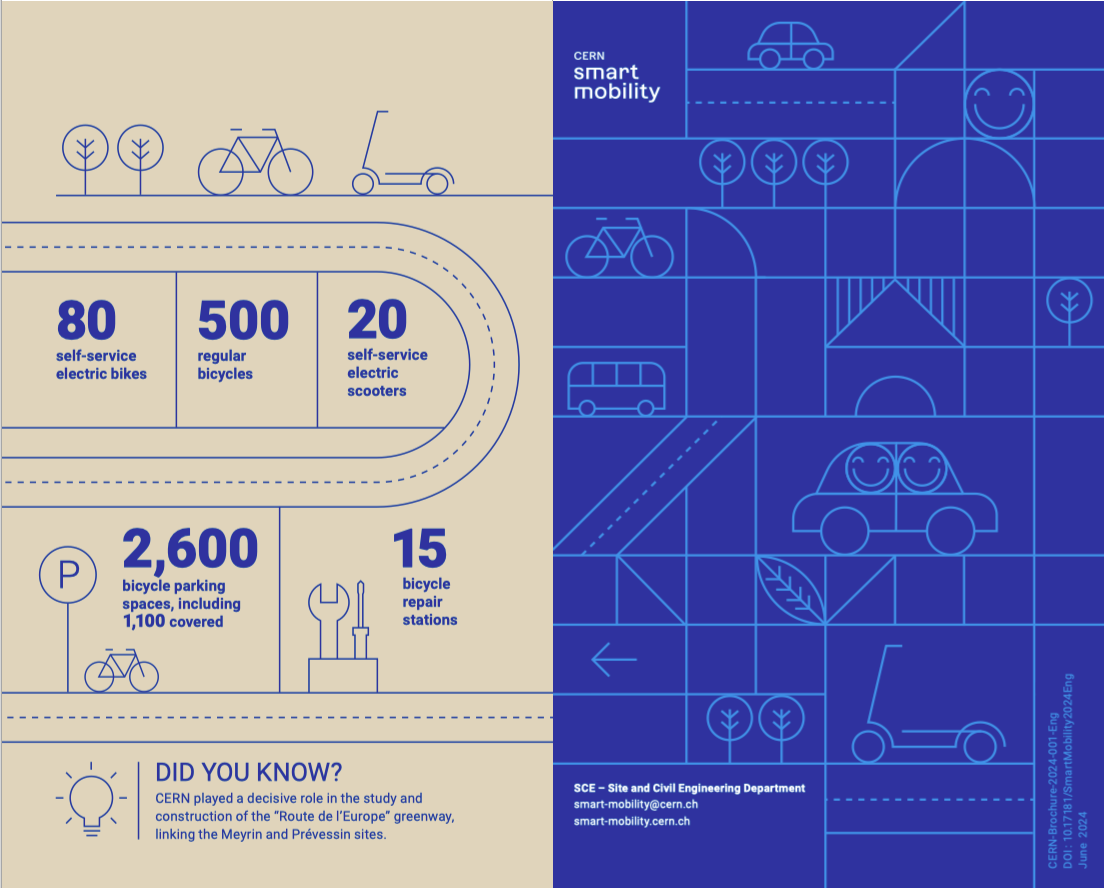 80
self-service
electric bikes
500
regular
bicycles
20
self-service
electric
scooters
P
2,600
bicycle parking
spaces, including
1,100 covered
15
bicycle
repair
stations
DID YOU KNOW?
CERN played a decisive role in the study and
construction of the "Route de l'Europe" greenway,
linking the Meyrin and Prévessin sites.
CERN
smart
mobility
SCE – Site and Civil Engineering Department
smart-mobility@cern.ch
smart-mobility.cern.ch
CERN-Brochure-2024-001-Eng
DOI: 10.17181/SmartMobility2024Eng
June 2024